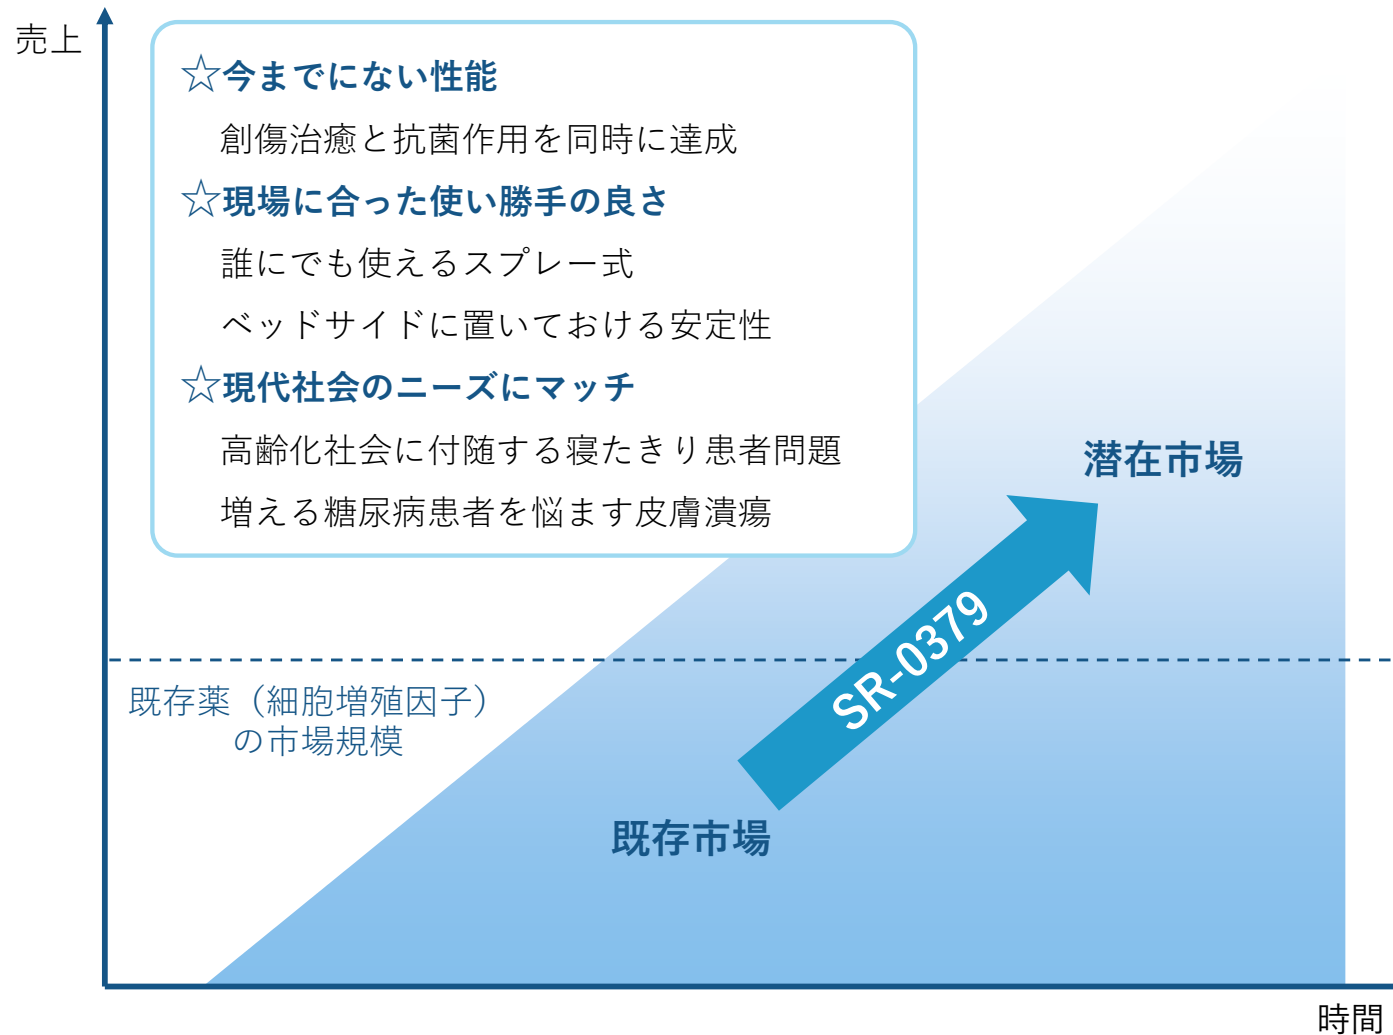 売上
☆今までにない性能
創傷治癒と抗菌作用を同時に達成
☆現場に合った使い勝手の良さ
誰にでも使えるスプレー式
ベッドサイドに置いておける安定性
☆現代社会のニーズにマッチ
高齢化社会に付随する寝たきり患者問題
増える糖尿病患者を悩ます皮膚潰瘍
潜在市場
SR-0379
既存薬（細胞増殖因子）
の市場規模
既存市場
時間